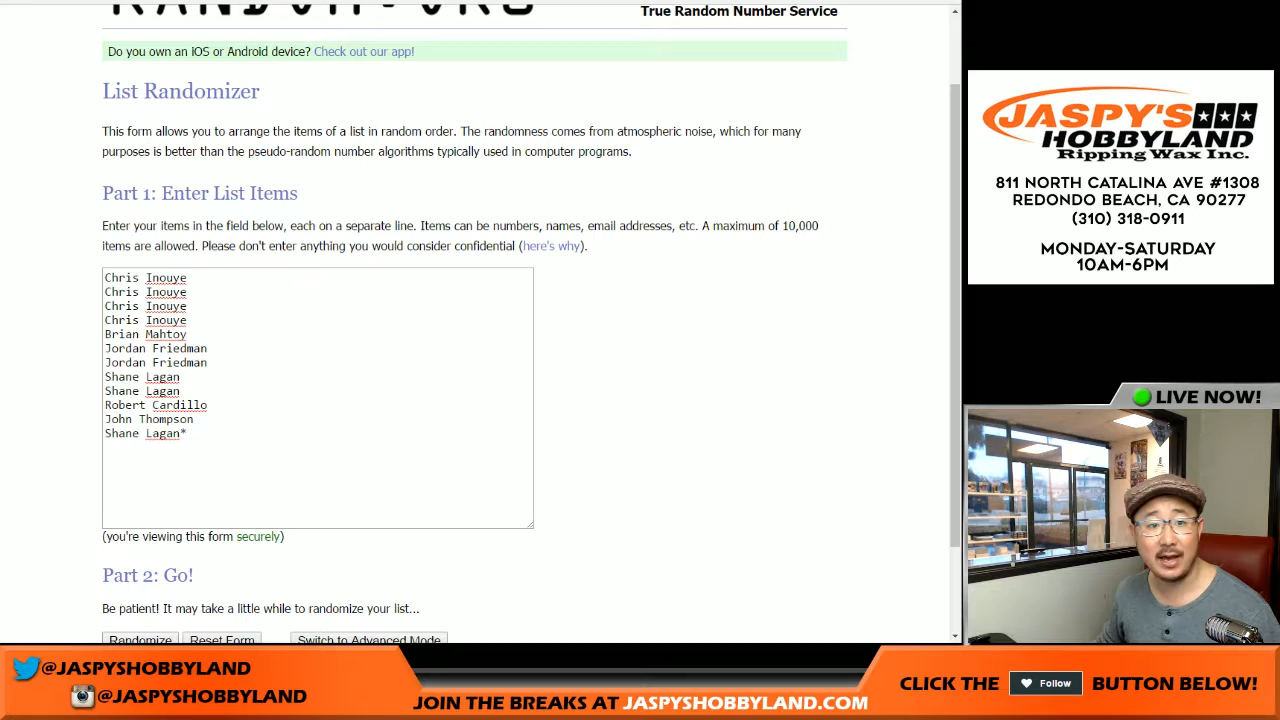 RANDOM.ORG
True Random Number Service
Do you own an iOS or Android device? Check out our app!
List Randomizer
This form allows you to arrange the items of a list in random order. The randomness comes from atmospheric noise, which for many
purposes is better than the pseudo-random number algorithms typically used in computer programs.
Part 1: Enter List Items
Enter your items in the field below, each on a separate line. Items can be numbers, names, email addresses, etc. A maximum of 10,000
items are allowed. Please don't enter anything you would consider confidential (here's why).
Chris Inouye
Chris Inouye
Chris Inouye
Chris Inouye
Brian Mahtoy
Jordan Friedman
Jordan Friedman
Shane Lagan
Shane Lagan
Robert Cardillo
John Thompson
Shane Lagan*
(you're viewing this form securely)
Part 2: Go!
Be patient! It may take a little while to randomize your list...
Randomize Reset Form Switch to Advanced Mode
JASPY'S
HOBBYLAND
Ripping Wax Inc.
811 NORTH CATALINA AVE #1308
REDONDO BEACH, CA 90277
(310) 318-0911
MONDAY-SATURDAY
10AM-6PM
LIVE NOW!
@JASPYSHOBBYLAND
@JASPYSHOBBYLAND
JOIN THE BREAKS AT JASPYSHOBBYLAND.COM
CLICK THE Follow BUTTON BELOW!